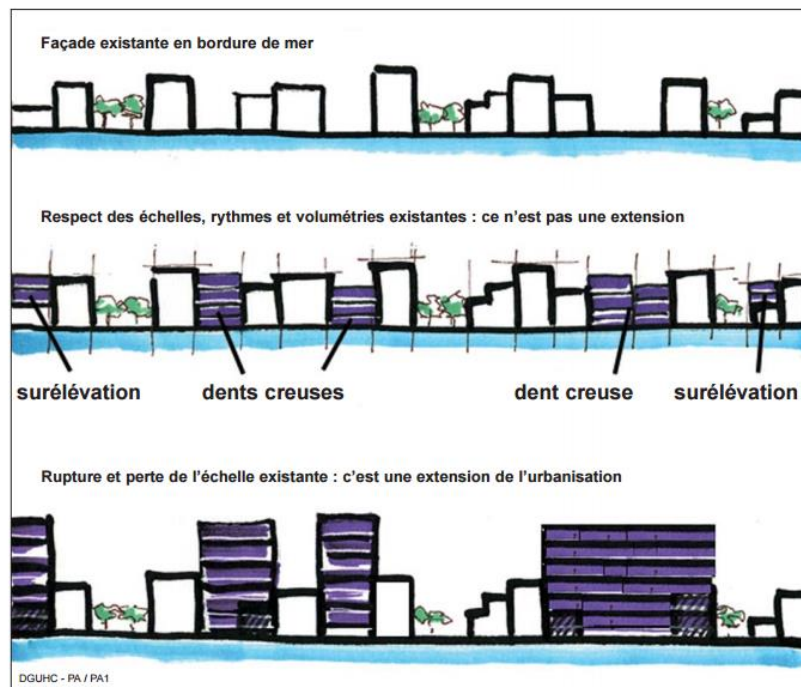 Façade existante en bordure de mer
Respect des échelles, rythmes et volumétries existantes : ce n’est pas une extension
surélévation dents creuses dent creuse surélévation
Rupture et perte de l’échelle existante : c’est une extension de l’urbanisation
DGUHC - PA / PA1